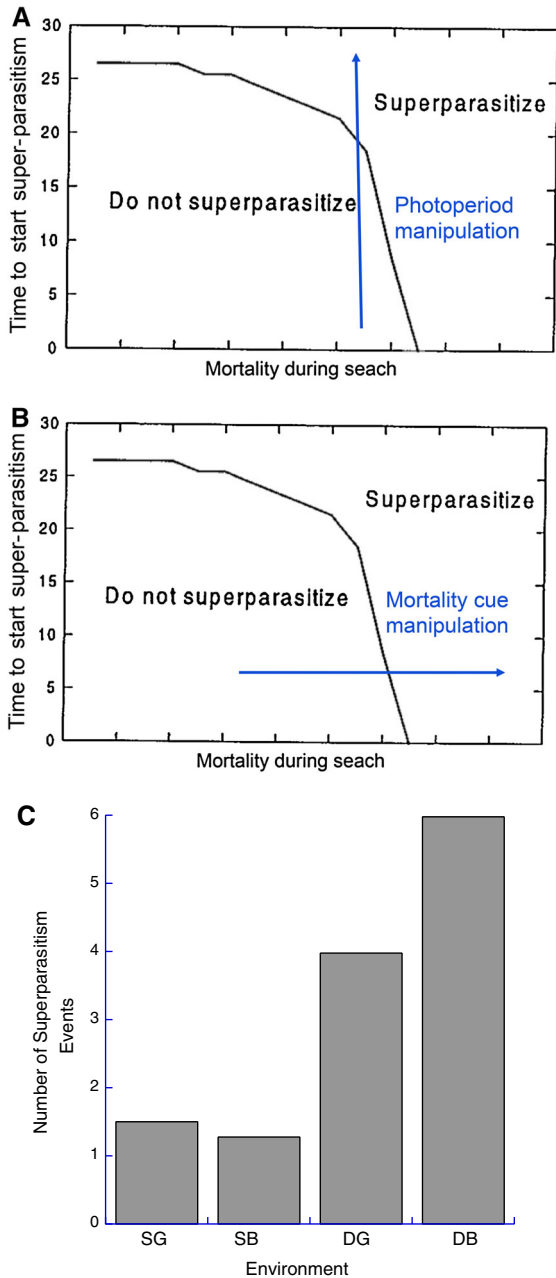 A
30
25
20
15
10
5
0
Time to start super-parasitism
Superparasitize
Do not superparasitize
Photoperiod
manipulation
Mortality during seach
B
30
25
20
15
10
5
0
Time to start super-parasitism
Superparasitize
Do not superparasitize
Mortality cue
manipulation
Mortality during seach
C
6
5
4
3
2
1
0
Number of Superparasitism
Events
SG SB DG DB
Environment